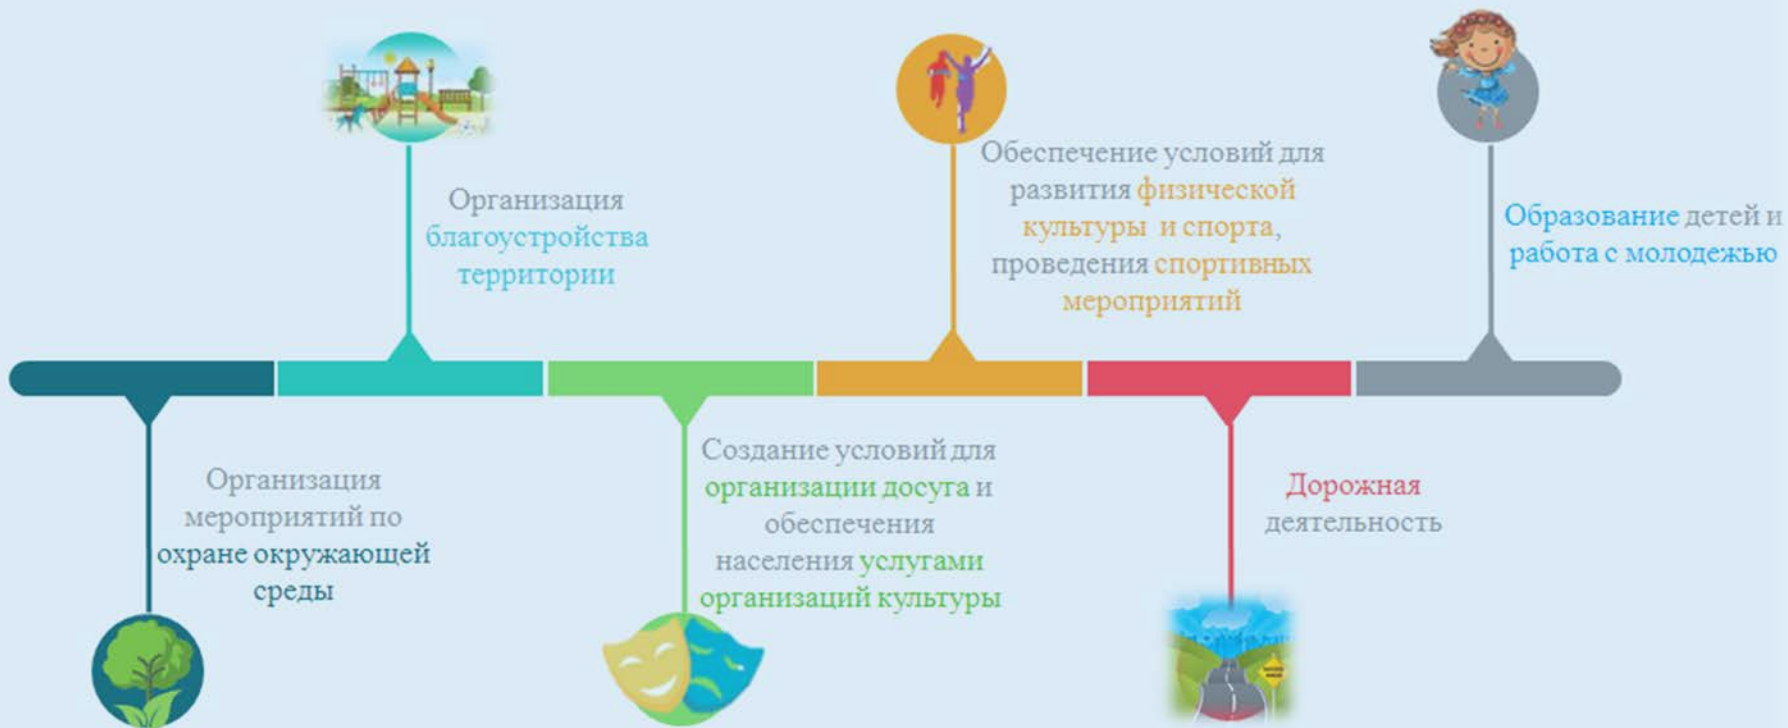 Организация
мероприятий по
охране окружающей
среды
Организация
благоустройства
территории
Создание условий для
организации досуга и
обеспечения
населения услугами
организаций культуры
Обеспечение условий для
развития физической
культуры и спорта,
проведения спортивных
мероприятий
Дорожная
деятельность
Образование детей и
работа с молодежью